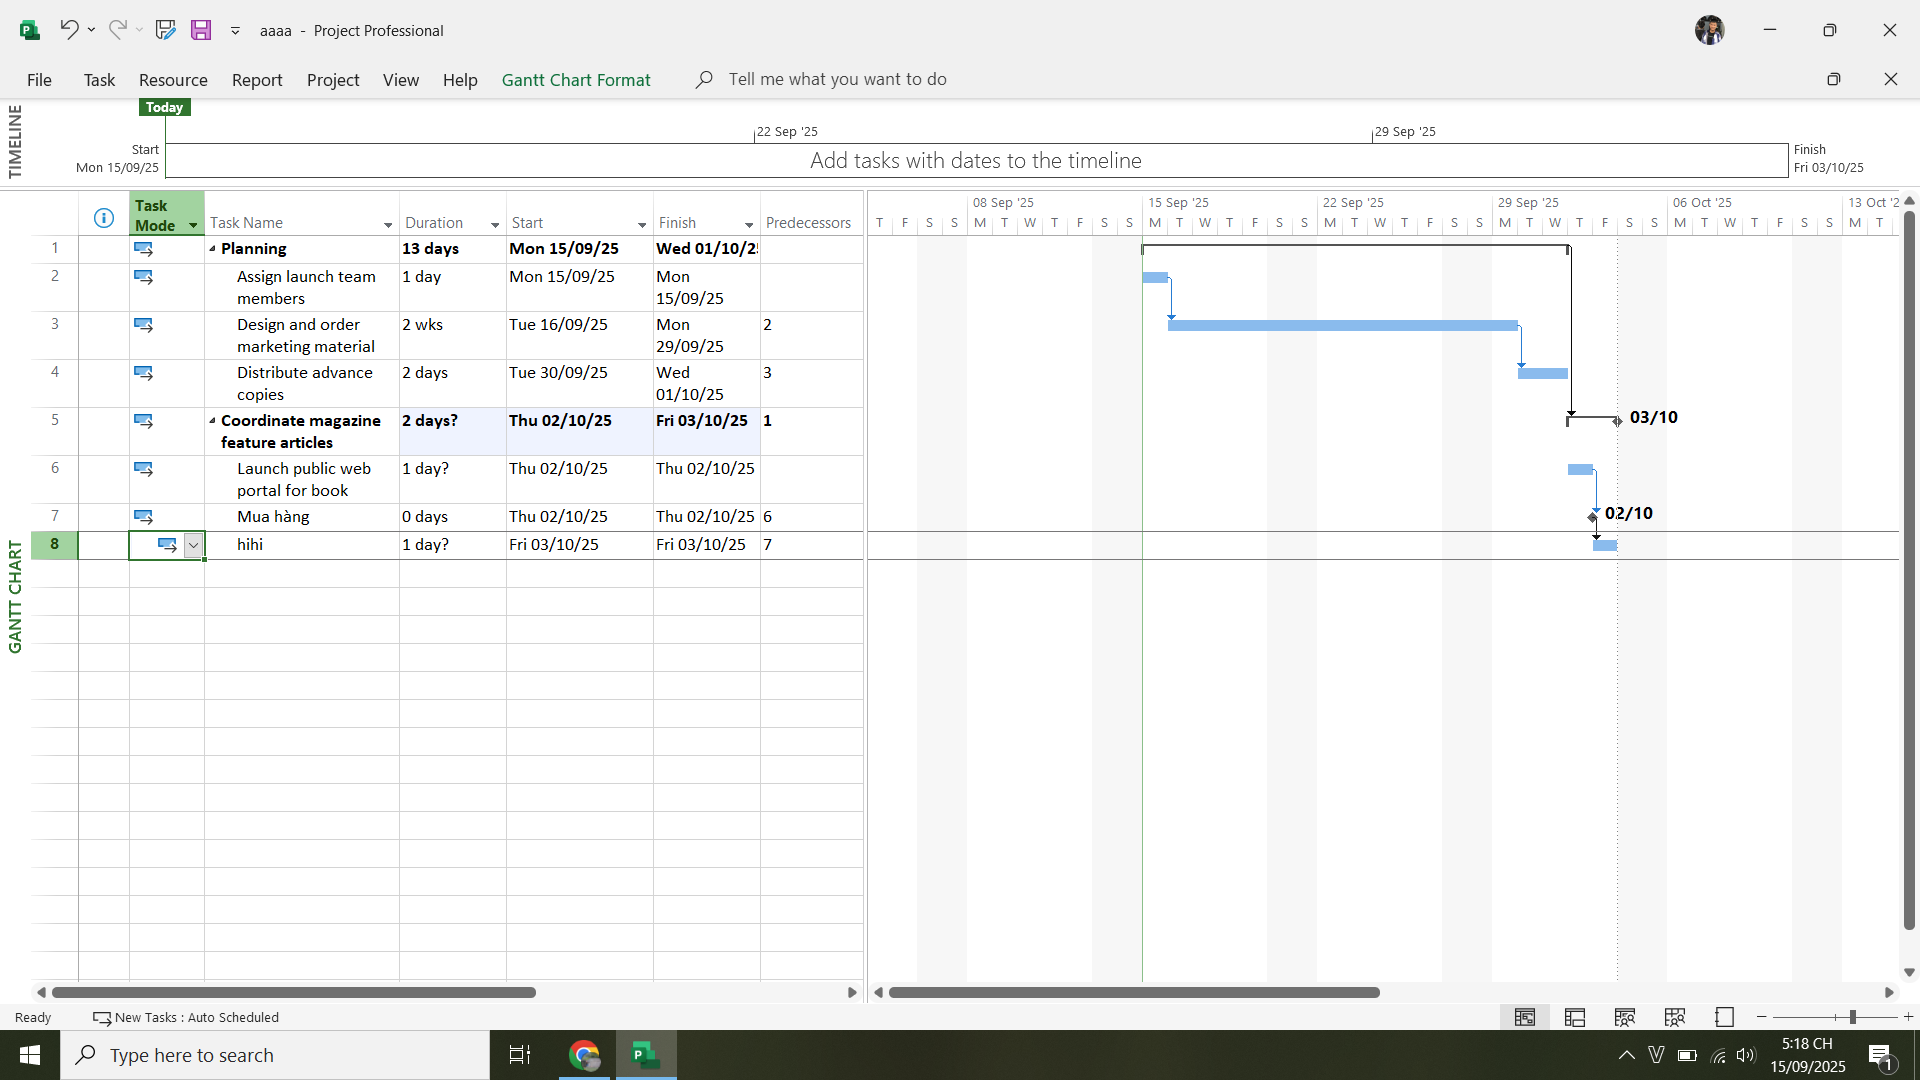 aaaa - Project Professional
File Task Resource Report Project View Help Gantt Chart Format Tell me what you want to do
TIMELINE
Today
22 Sep '25 29 Sep '25
Start
Mon 15/09/25
Add tasks with dates to the timeline
Finish
Fri 03/10/25
GANTT CHART
Task Mode Task Name Duration Start Finish Predecessors
1 Planning 13 days Mon 15/09/25 Wed 01/10/2
2 Assign launch team members 1 day Mon 15/09/25 Mon 15/09/25
3 Design and order marketing material 2 wks Tue 16/09/25 Mon 29/09/25 2
4 Distribute advance copies 2 days Tue 30/09/25 Wed 01/10/25 3
5 Coordinate magazine feature articles 2 days? Thu 02/10/25 Fri 03/10/25 1
6 Launch public web portal for book 1 day? Thu 02/10/25 Thu 02/10/25
7 Mua hàng 0 days Thu 02/10/25 Thu 02/10/25 6
8 hihi 1 day? Fri 03/10/25 Fri 03/10/25 7
08 Sep '25 15 Sep '25 22 Sep '25 29 Sep '25 06 Oct '25 13 Oct '2
T F S S M T W T F S S M T W T F S S M T W T F S S M T W T F S S M T W T F S S M T
03/10
02/10
Ready New Tasks : Auto Scheduled
Type here to search
5:18 CH
15/09/2025
1